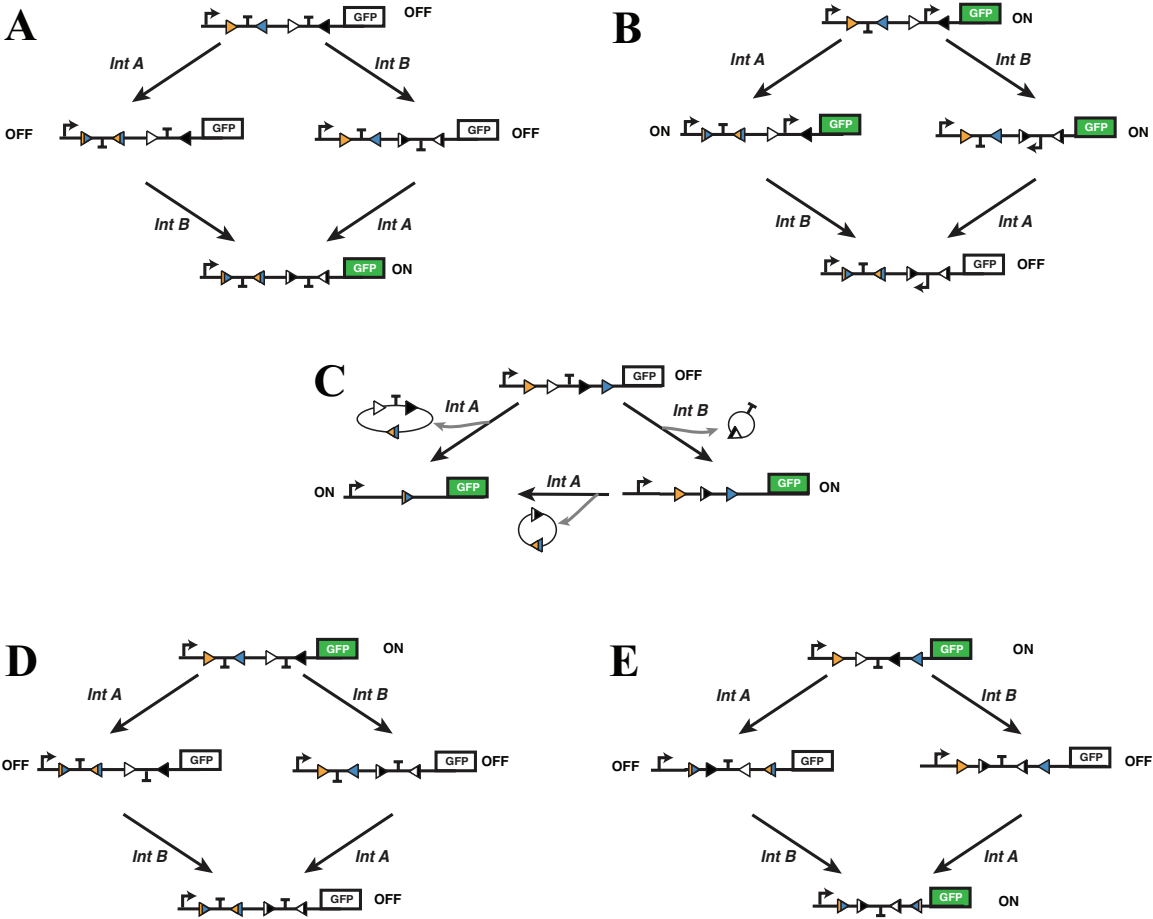 A
GFP
OFF
Int A
Int B
OFF
GFP
GFP
OFF
Int B
Int A
GFP
ON
B
GFP
ON
Int A
Int B
ON
GFP
GFP
ON
Int B
Int A
GFP
OFF
C
GFP
OFF
Int A
Int B
ON
GFP
Int A
GFP
ON
D
GFP
ON
Int A
Int B
OFF
GFP
GFP
OFF
Int B
Int A
GFP
OFF
E
GFP
ON
Int A
Int B
OFF
GFP
GFP
OFF
Int B
Int A
GFP
ON